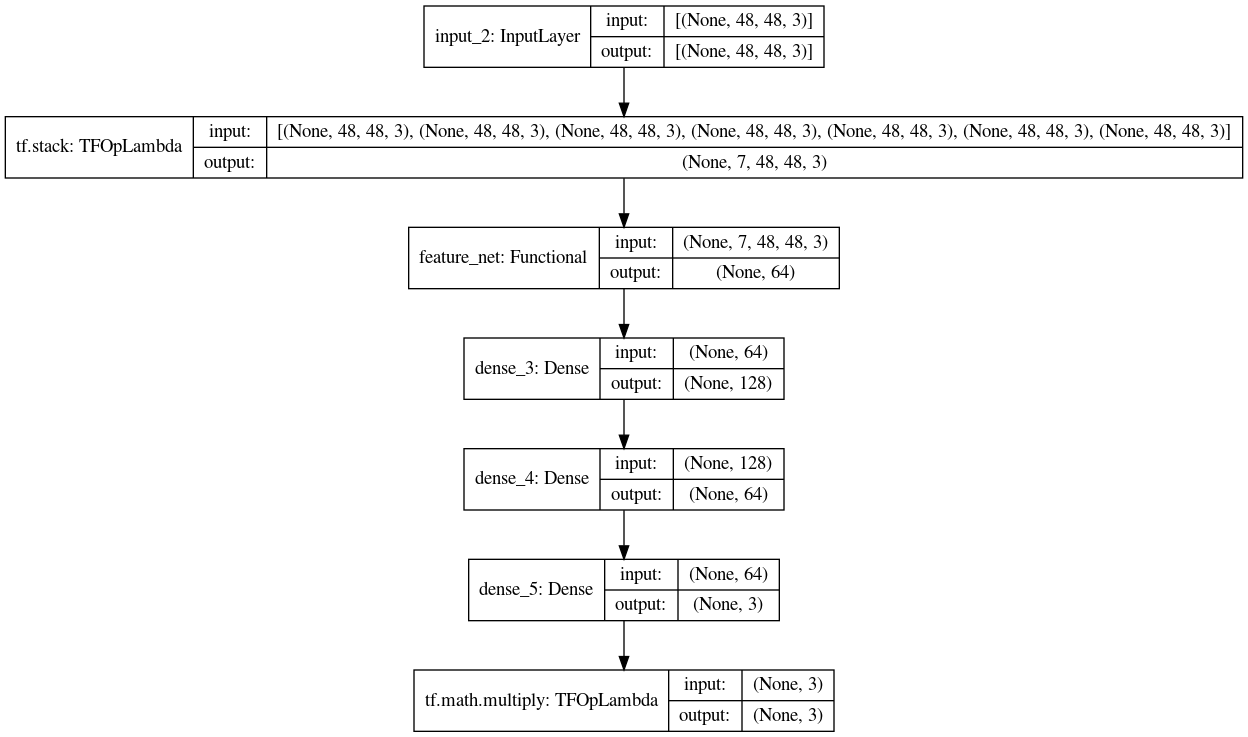 input_2: InputLayer
input:
[(None, 48, 48, 3)]
output:
[(None, 48, 48, 3)]
tf.stack: TFOpLambda
input:
[(None, 48, 48, 3), (None, 48, 48, 3), (None, 48, 48, 3), (None, 48, 48, 3), (None, 48, 48, 3), (None, 48, 48, 3), (None, 48, 48, 3)]
output:
(None, 7, 48, 48, 3)
feature_net: Functional
input:
(None, 7, 48, 48, 3)
output:
(None, 64)
dense_3: Dense
input:
(None, 64)
output:
(None, 128)
dense_4: Dense
input:
(None, 128)
output:
(None, 64)
dense_5: Dense
input:
(None, 64)
output:
(None, 3)
tf.math.multiply: TFOpLambda
input:
(None, 3)
output:
(None, 3)